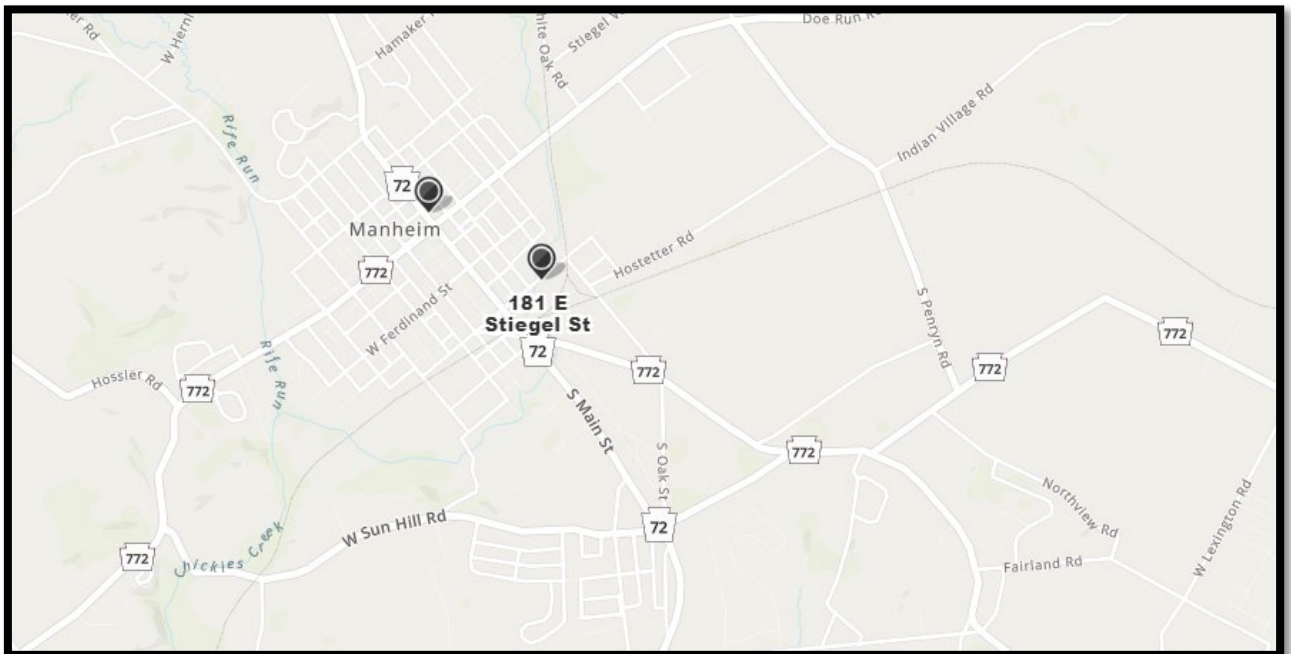 Doe Run Rd
Hamaker R
hite Oak Rd
Stiegel V
er Rd
W Hernl
Rife Run
Indian Village Rd
72
Manheim
772
Hostetter Rd
181 E
Stiegel St
W Ferdinand St
S Penryn Rd
772
72
Rife Run
772
772
Hossler Rd
772
S Main St
772
S Oak St
Northview Rd
W Lexington Rd
W Sun Hill Rd
72
Chickies Creek
772
Fairland Rd